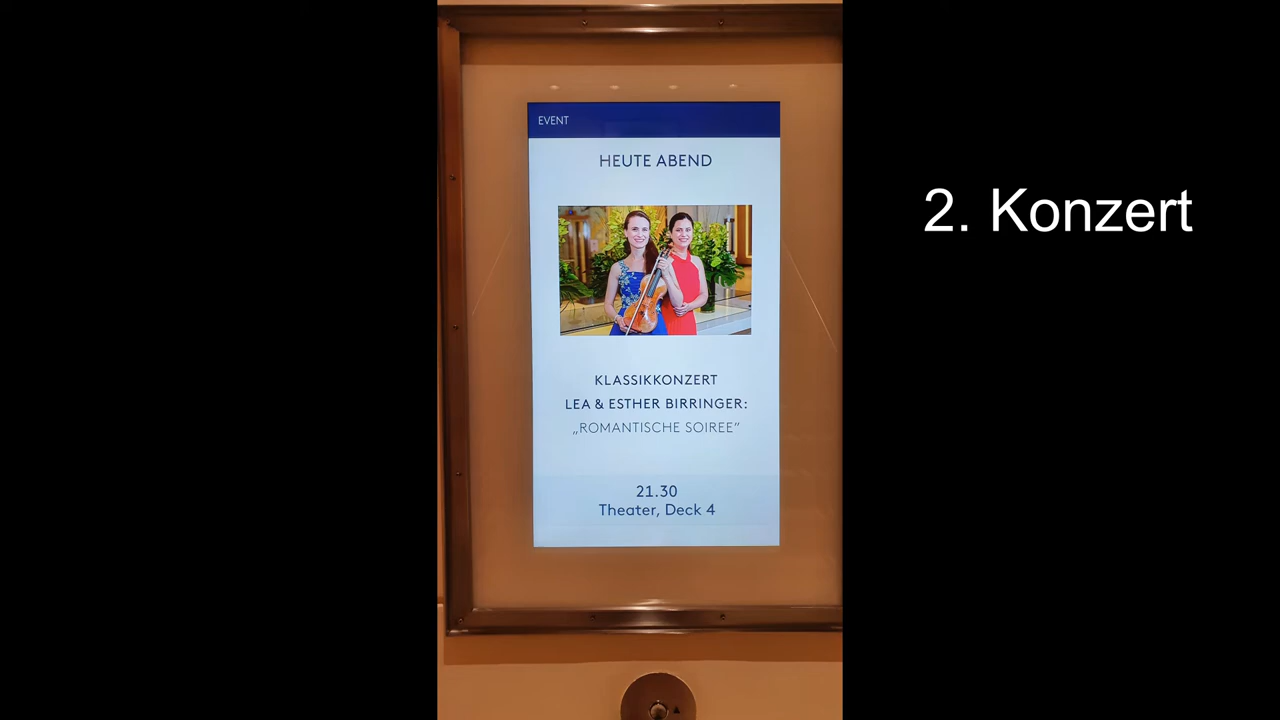 EVENT
HEUTE ABEND
KLASSIKKONZERT
LEA & ESTHER BIRRINGER:
„ROMANTISCHE SOIREE”
21.30
Theater, Deck 4
2. Konzert